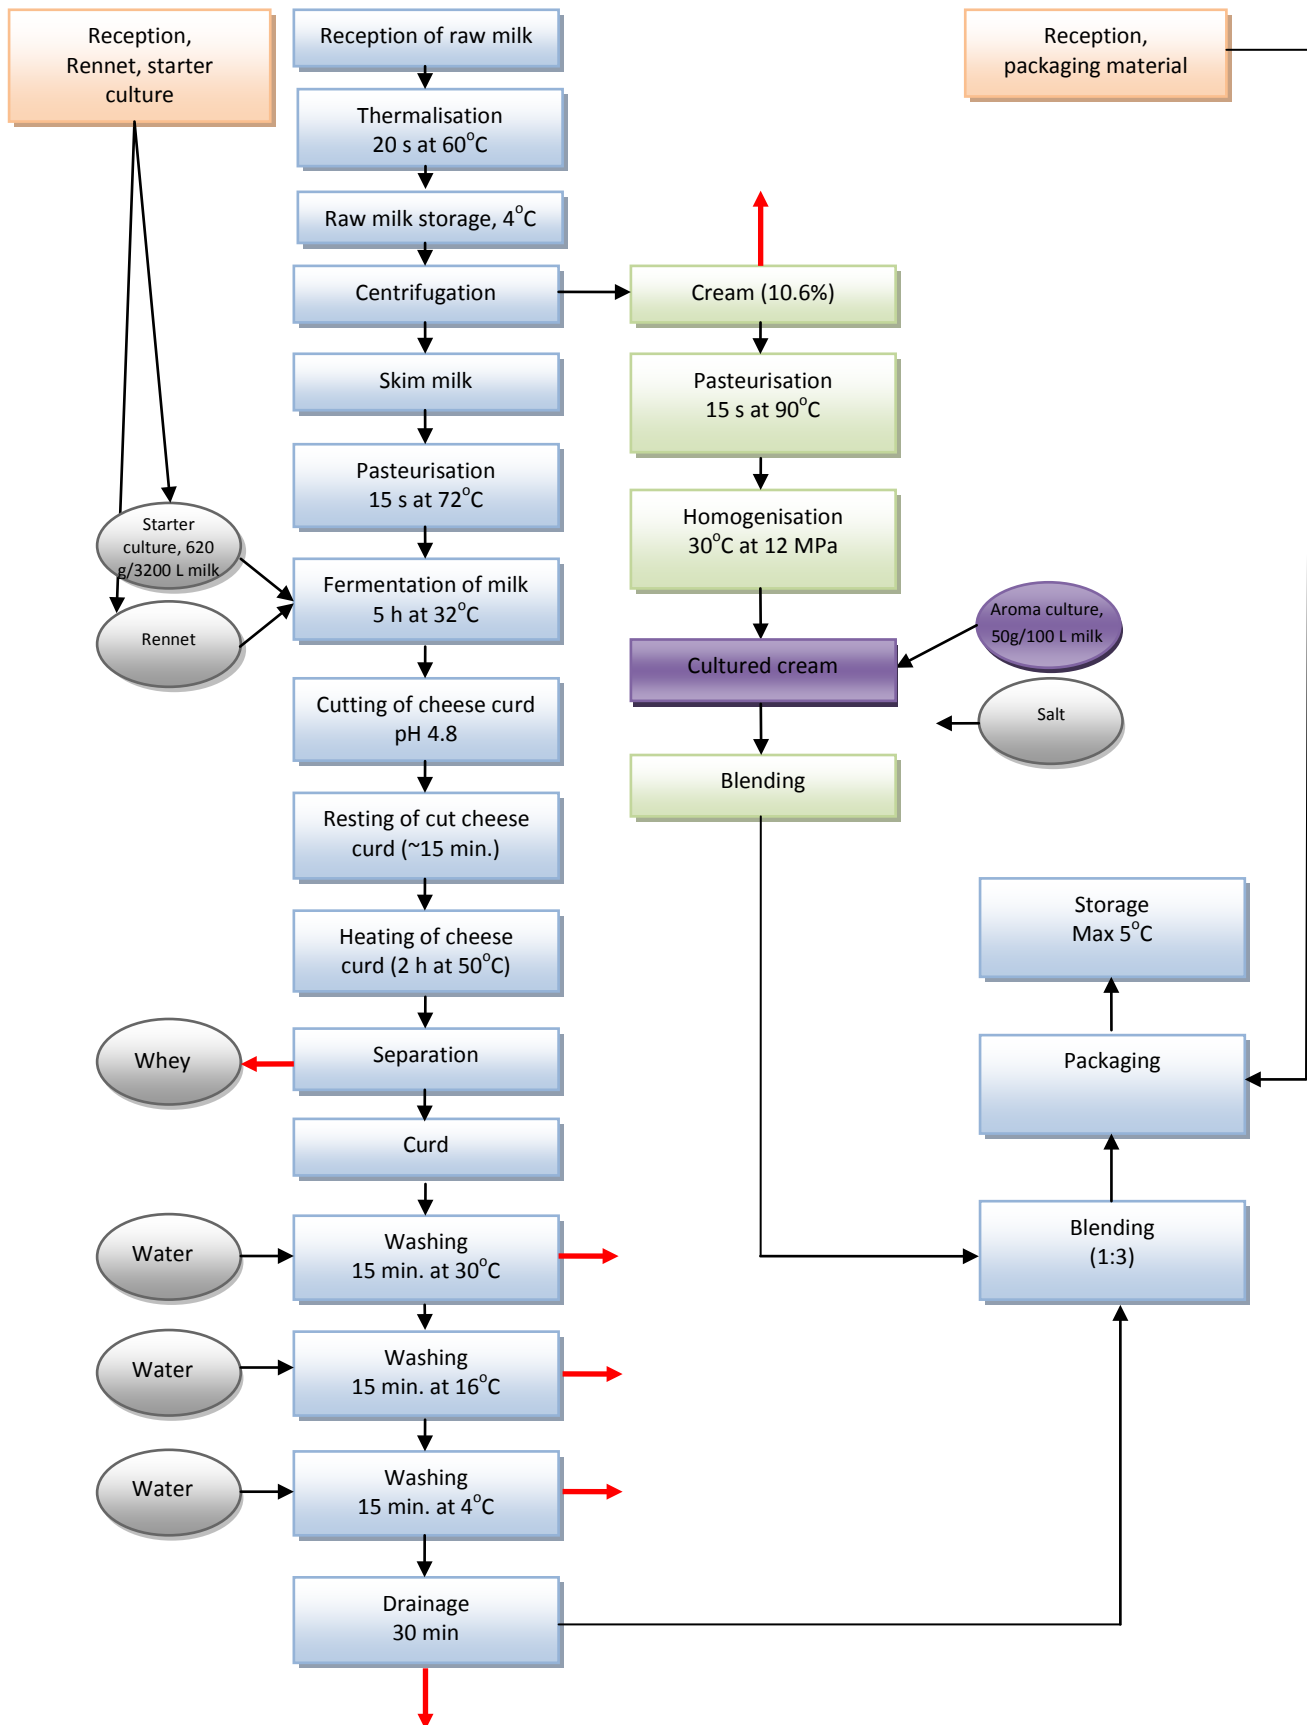 Reception,
Rennet, starter
culture
Reception of raw milk
Reception,
packaging material
Thermalisation
20 s at 60°C
Raw milk storage, 4°C
Centrifugation
Cream (10.6%)
Skim milk
Pasteurisation
15 s at 90°C
Pasteurisation
15 s at 72°C
Homogenisation
30°C at 12 MPa
Starter
culture, 620
g/3200 L milk
Fermentation of milk
5 h at 32°C
Rennet
Aroma culture,
50g/100 L milk
Cultured cream
Salt
Cutting of cheese curd
pH 4.8
Blending
Resting of cut cheese
curd (~15 min.)
Storage
Max 5°C
Heating of cheese
curd (2 h at 50°C)
Whey
Separation
Packaging
Curd
Water
Washing
15 min. at 30°C
Blending
(1:3)
Water
Washing
15 min. at 16°C
Water
Washing
15 min. at 4°C
Drainage
30 min